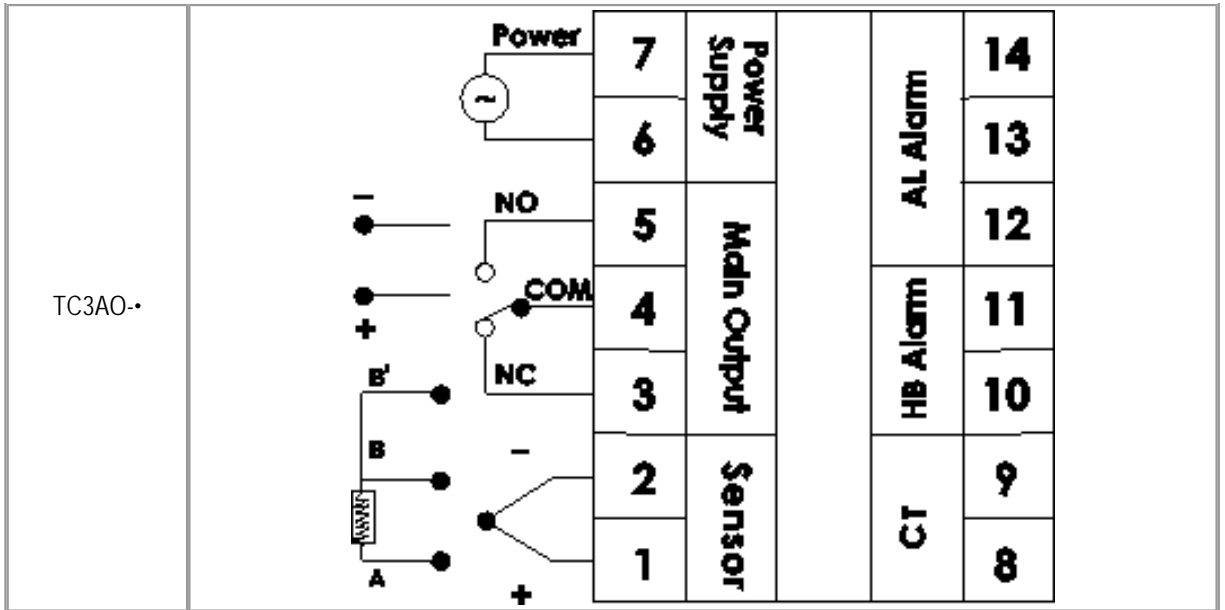 TC3AO-•
Power
~
7
6
5
4
3
2
1
Power
Supply
Main Output
Sensor
−
NO
COM
+
NC
B'
B
A
−
+
AL Alarm
HB Alarm
CT
14
13
12
11
10
9
8